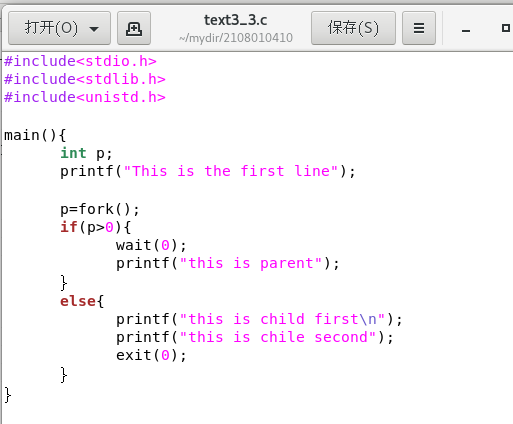 打开(O)
text3_3.c
~/mydir/2108010410
保存(S)
#include<stdio.h>
#include<stdlib.h>
#include<unistd.h>
main(){
int p;
printf("This is the first line");
p=fork();
if(p>0){
wait(0);
printf("this is parent");
}
else{
printf("this is child first\n");
printf("this is chile second");
exit(0);
}
}